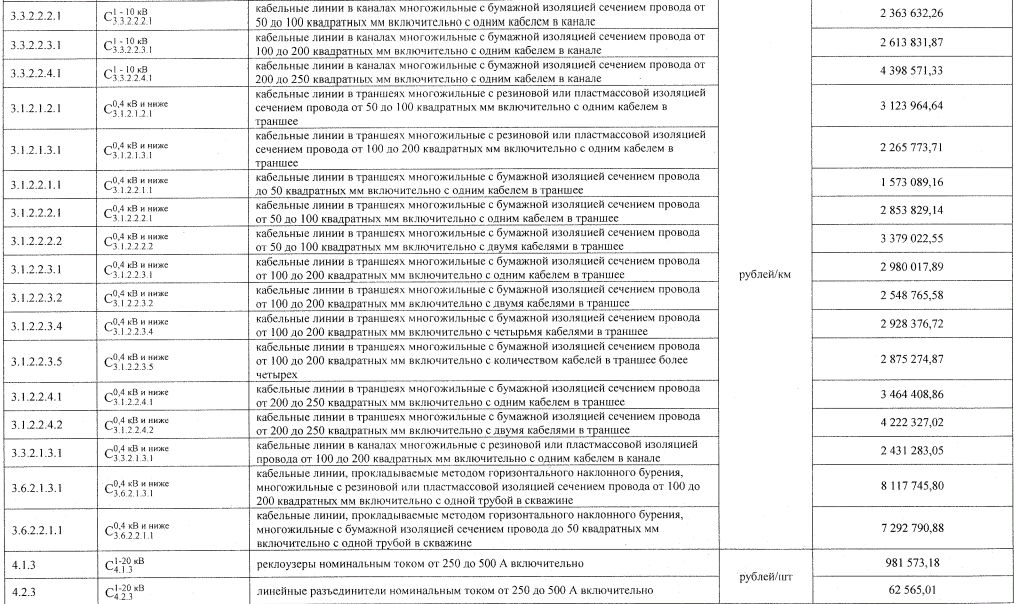 3.3.2.2.2.1 C 1 - 10 кВ 3.3.2.2.2.1 кабельные линии в каналах многожильные с бумажной изоляцией сечением провода от
50 до 100 квадратных мм включительно с одним кабелем в канале 2 363 632,26
3.3.2.2.3.1 C 1 - 10 кВ 3.3.2.2.3.1 кабельные линии в каналах многожильные с бумажной изоляцией сечением провода от
100 до 200 квадратных мм включительно с одним кабелем в канале 2 613 831,87
3.3.2.2.4.1 C 1 - 10 кВ 3.3.2.2.4.1 кабельные линии в каналах многожильные с бумажной изоляцией сечением провода от
200 до 250 квадратных мм включительно с одним кабелем в канале 4 398 571,33
3.1.2.1.2.1 C 0,4 кВ и ниже 3.1.2.1.2.1 кабельные линии в траншеях многожильные с резиновой или пластмассовой изоляцией
сечением провода от 50 до 100 квадратных мм включительно с одним кабелем в
траншее 3 123 964,64
3.1.2.1.3.1 C 0,4 кВ и ниже 3.1.2.1.3.1 кабельные линии в траншеях многожильные с резиновой или пластмассовой изоляцией
сечением провода от 100 до 200 квадратных мм включительно с одним кабелем в
траншее 2 265 773,71
3.1.2.2.1.1 C 0,4 кВ и ниже 3.1.2.2.1.1 кабельные линии в траншеях многожильные с бумажной изоляцией сечением провода
до 50 квадратных мм включительно с одним кабелем в траншее 1 573 089,16
3.1.2.2.2.1 C 0,4 кВ и ниже 3.1.2.2.2.1 кабельные линии в траншеях многожильные с бумажной изоляцией сечением провода
от 50 до 100 квадратных мм включительно с одним кабелем в траншее 2 853 829,14
3.1.2.2.2.2 C 0,4 кВ и ниже 3.1.2.2.2.2 кабельные линии в траншеях многожильные с бумажной изоляцией сечением провода
от 50 до 100 квадратных мм включительно с двумя кабелями в траншее 3 379 022,55
3.1.2.2.3.1 C 0,4 кВ и ниже 3.1.2.2.3.1 кабельные линии в траншеях многожильные с бумажной изоляцией сечением провода
от 100 до 200 квадратных мм включительно с одним кабелем в траншее рублей/км 2 980 017,89
3.1.2.2.3.2 C 0,4 кВ и ниже 3.1.2.2.3.2 кабельные линии в траншеях многожильные с бумажной изоляцией сечением провода
от 100 до 200 квадратных мм включительно с двумя кабелями в траншее 2 548 765,58
3.1.2.2.3.4 C 0,4 кВ и ниже 3.1.2.2.3.4 кабельные линии в траншеях многожильные с бумажной изоляцией сечением провода
от 100 до 200 квадратных мм включительно с четырьмя кабелями в траншее 2 928 376,72
3.1.2.2.3.5 C 0,4 кВ и ниже 3.1.2.2.3.5 кабельные линии в траншеях многожильные с бумажной изоляцией сечением провода
от 100 до 200 квадратных мм включительно с количеством кабелей в траншее более
четырех 2 875 274,87
3.1.2.2.4.1 C 0,4 кВ и ниже 3.1.2.2.4.1 кабельные линии в траншеях многожильные с бумажной изоляцией сечением провода
от 200 до 250 квадратных мм включительно с одним кабелем в траншее 3 464 408,86
3.1.2.2.4.2 C 0,4 кВ и ниже 3.1.2.2.4.2 кабельные линии в траншеях многожильные с бумажной изоляцией сечением провода
от 200 до 250 квадратных мм включительно с двумя кабелями в траншее 4 222 327,02
3.3.2.1.3.1 C 0,4 кВ и ниже 3.3.2.1.3.1 кабельные линии в каналах многожильные с резиновой или пластмассовой изоляцией
провода от 100 до 200 квадратных мм включительно с одним кабелем в канале 2 431 283,05
3.6.2.1.3.1 C 0,4 кВ и ниже 3.6.2.1.3.1 кабельные линии, прокладываемые методом горизонтального наклонного бурения,
многожильные с резиновой или пластмассовой изоляцией сечением провода от 100 до
200 квадратных мм включительно с одной трубой в скважине 8 117 745,80
3.6.2.2.1.1 C 0,4 кВ и ниже 3.6.2.2.1.1 кабельные линии, прокладываемые методом горизонтального наклонного бурения,
многожильные с бумажной изоляцией сечением провода до 50 квадратных мм
включительно с одной трубой в скважине 7 292 790,88
4.1.3 C 1-20 кВ 4.1.3 реклоузеры номинальным током от 250 до 500 А включительно рублей/шт 981 573,18
4.2.3 C 1-20 кВ 4.2.3 линейные разъединители номинальным током от 250 до 500 А включительно 62 565,01